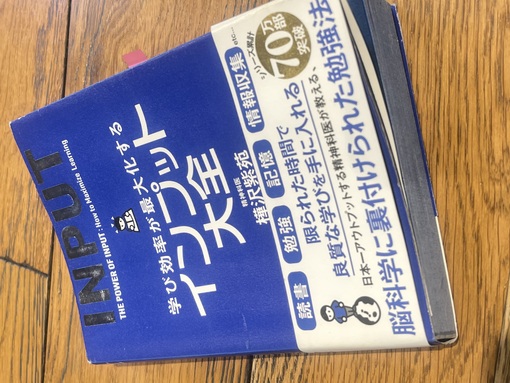 INPUT
THE POWER OF INPUT : How to Maximize Learning
学び効率が最大化する
インプット
大全
精神科医
樺沢紫苑
読書 勉強 記憶 情報収集 etc...
シリーズ累計
70万部
突破
限られた時間で
良質な学びを手に入れる
日本一アウトプットする精神科医が教える、
脳科学に裏付けられた勉強法